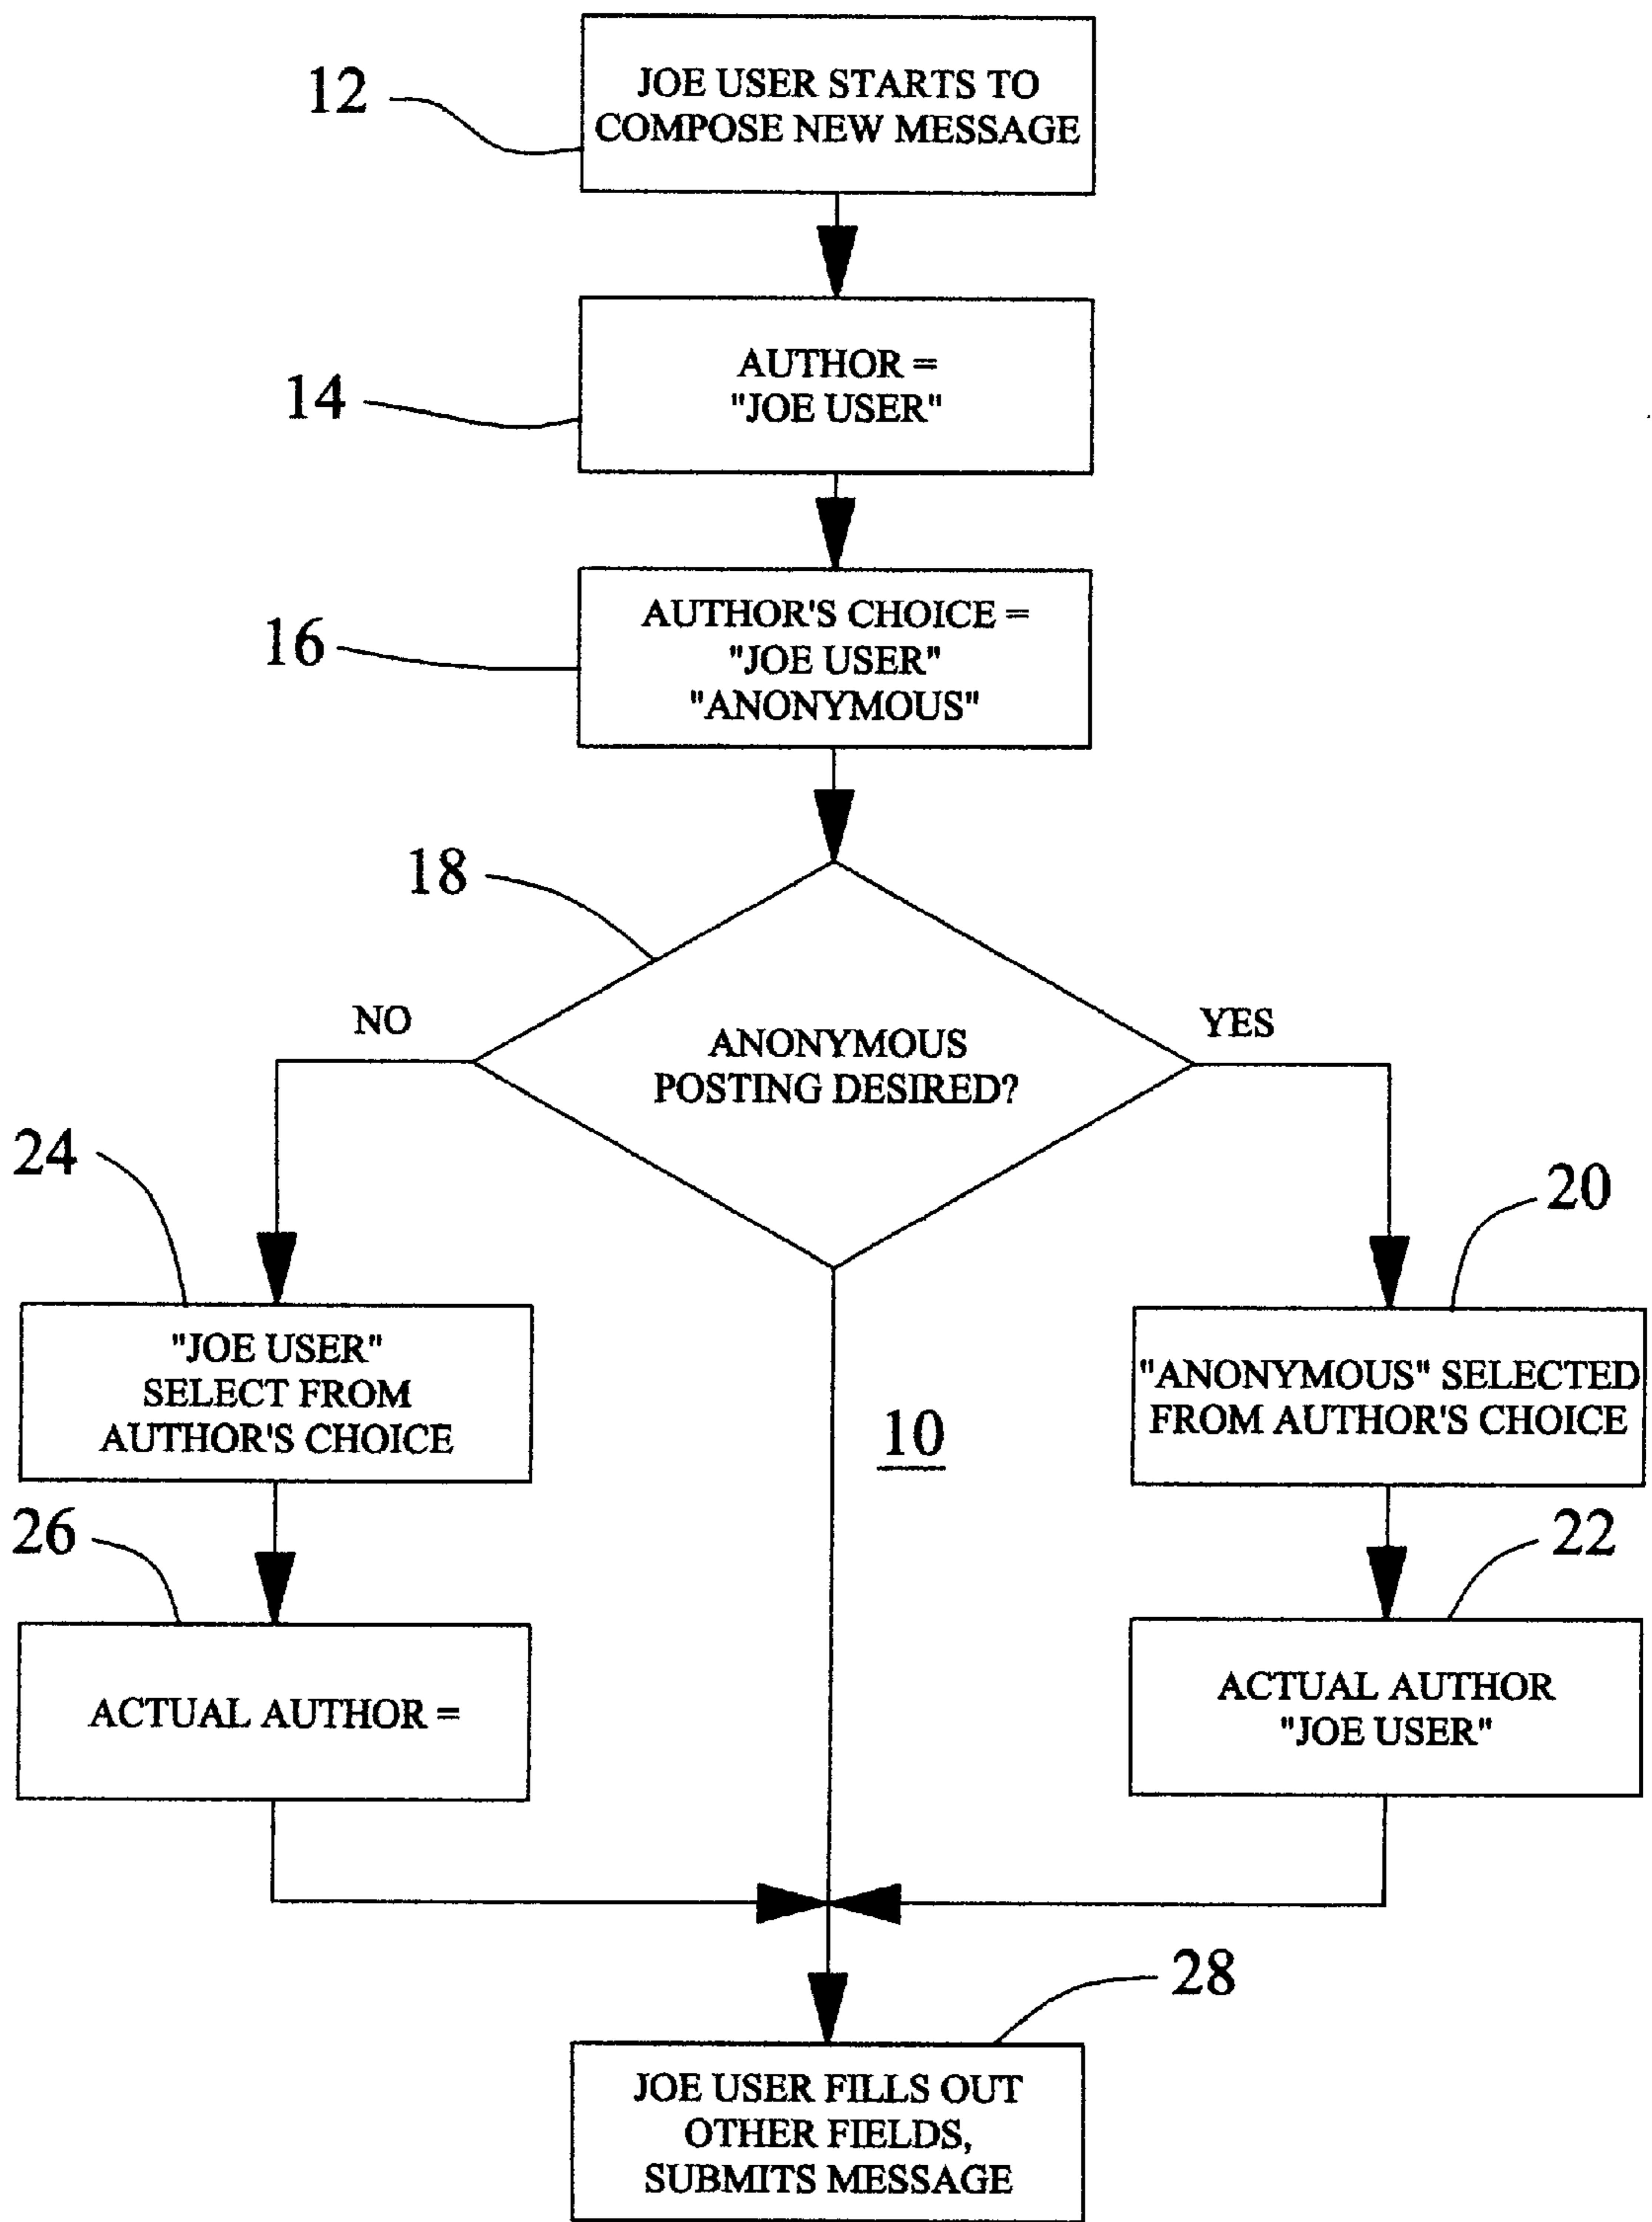 12
JOE USER STARTS TO
COMPOSE NEW MESSAGE
14
AUTHOR =
"JOE USER"
16
AUTHOR'S CHOICE =
"JOE USER"
"ANONYMOUS"
18
ANONYMOUS
POSTING DESIRED?
NO
YES
24
"JOE USER"
SELECT FROM
AUTHOR'S CHOICE
20
"ANONYMOUS" SELECTED
FROM AUTHOR'S CHOICE
10
26
ACTUAL AUTHOR =
22
ACTUAL AUTHOR
"JOE USER"
28
JOE USER FILLS OUT
OTHER FIELDS,
SUBMITS MESSAGE